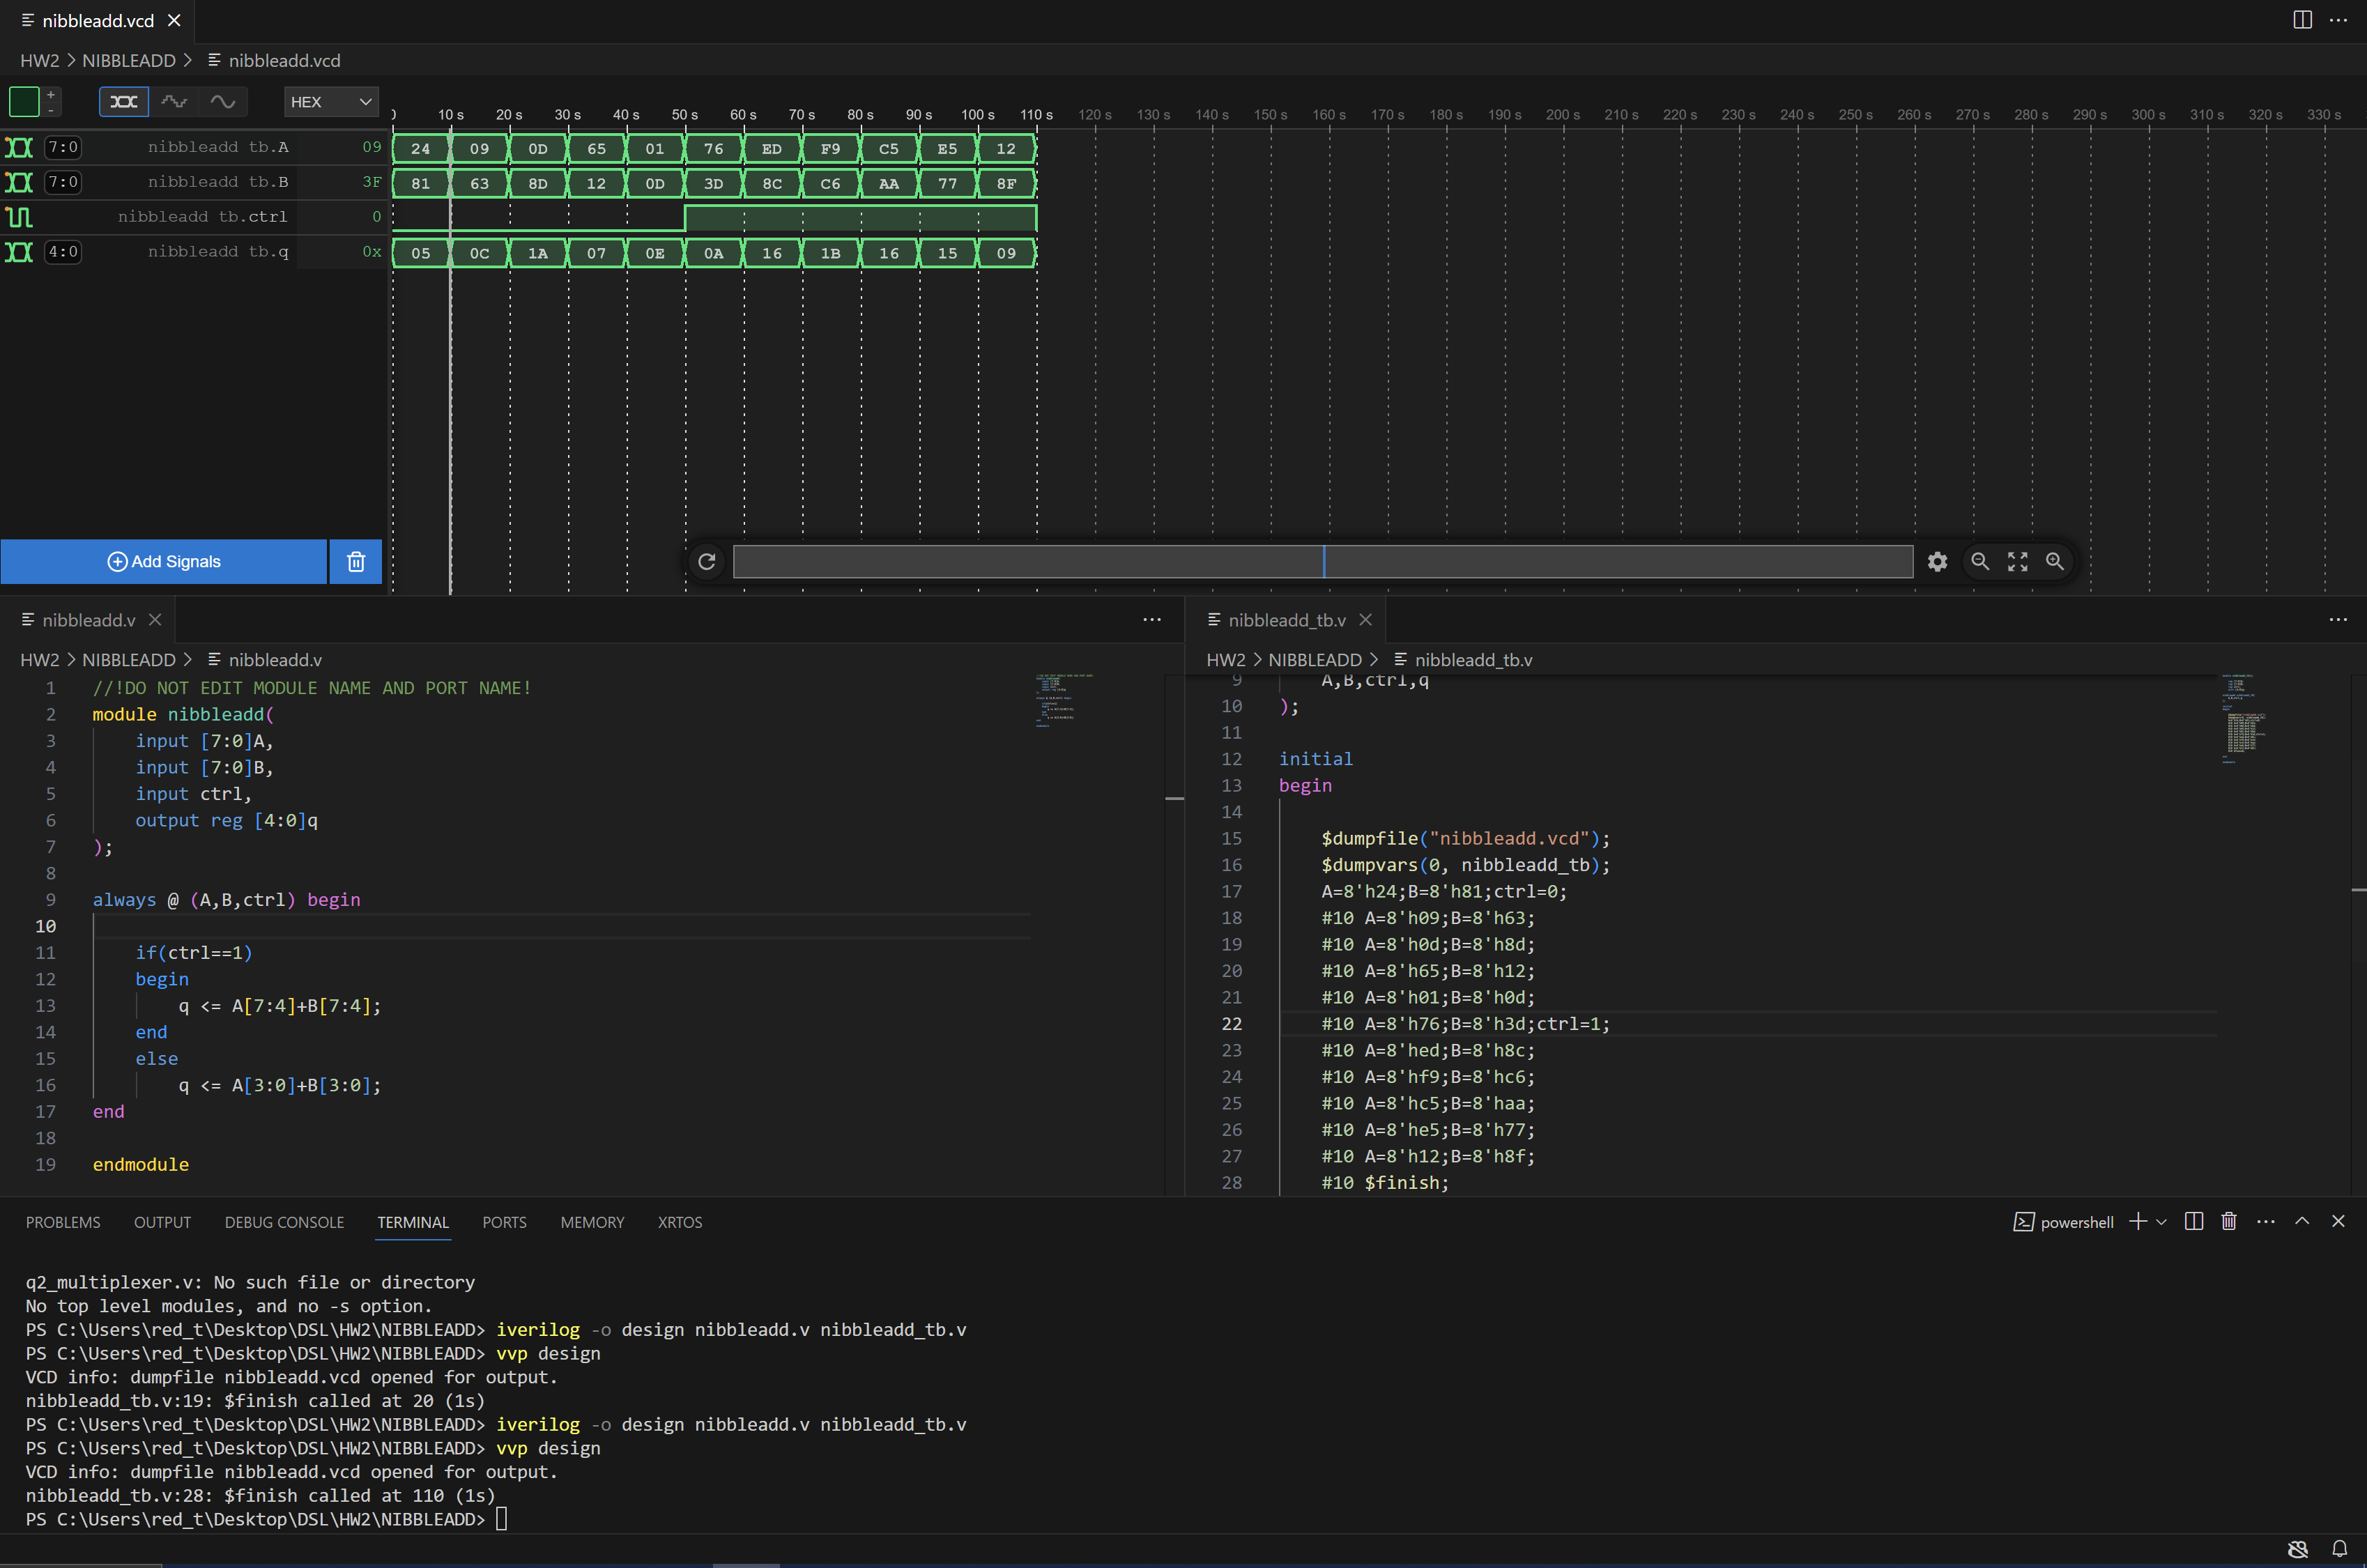 nibbleadd.vcd
HW2 > NIBBLEADD > nibbleadd.vcd
+
-
HEX
0 10 s 20 s 30 s 40 s 50 s 60 s 70 s 80 s 90 s 100 s 110 s 120 s 130 s 140 s 150 s 160 s 170 s 180 s 190 s 200 s 210 s 220 s 230 s 240 s 250 s 260 s 270 s 280 s 290 s 300 s 310 s 320 s 330 s
7:0 nibbleadd tb.A 09 24 09 0D 65 01 76 ED F9 C5 E5 12
7:0 nibbleadd tb.B 3F 81 63 8D 12 0D 3D 8C C6 AA 77 8F
nibbleadd tb.ctrl 0
4:0 nibbleadd tb.q 0x 05 0C 1A 07 0E 0A 16 1B 16 15 09
Add Signals
nibbleadd.v
HW2 > NIBBLEADD > nibbleadd.v
1 //!DO NOT EDIT MODULE NAME AND PORT NAME!
2 module nibbleadd(
3 input [7:0]A,
4 input [7:0]B,
5 input ctrl,
6 output reg [4:0]q
7 );
8
9 always @ (A,B,ctrl) begin
10
11 if(ctrl==1)
12 begin
13 q <= A[7:4]+B[7:4];
14 end
15 else
16 q <= A[3:0]+B[3:0];
17 end
18
19 endmodule
nibbleadd_tb.v
HW2 > NIBBLEADD > nibbleadd_tb.v
9 A,B,ctrl,q
10 );
11
12 initial
13 begin
14
15 $dumpfile("nibbleadd.vcd");
16 $dumpvars(0, nibbleadd_tb);
17 A=8'h24;B=8'h81;ctrl=0;
18 #10 A=8'h09;B=8'h63;
19 #10 A=8'h0d;B=8'h8d;
20 #10 A=8'h65;B=8'h12;
21 #10 A=8'h01;B=8'h0d;
22 #10 A=8'h76;B=8'h3d;ctrl=1;
23 #10 A=8'hed;B=8'h8c;
24 #10 A=8'hf9;B=8'hc6;
25 #10 A=8'hc5;B=8'haa;
26 #10 A=8'he5;B=8'h77;
27 #10 A=8'h12;B=8'h8f;
28 #10 $finish;
PROBLEMS OUTPUT DEBUG CONSOLE TERMINAL PORTS MEMORY XRTOS powershell
q2_multiplexer.v: No such file or directory
No top level modules, and no -s option.
PS C:\Users\red_t\Desktop\DSL\HW2\NIBBLEADD> iverilog -o design nibbleadd.v nibbleadd_tb.v
PS C:\Users\red_t\Desktop\DSL\HW2\NIBBLEADD> vvp design
VCD info: dumpfile nibbleadd.vcd opened for output.
nibbleadd_tb.v:19: $finish called at 20 (1s)
PS C:\Users\red_t\Desktop\DSL\HW2\NIBBLEADD> iverilog -o design nibbleadd.v nibbleadd_tb.v
PS C:\Users\red_t\Desktop\DSL\HW2\NIBBLEADD> vvp design
VCD info: dumpfile nibbleadd.vcd opened for output.
nibbleadd_tb.v:28: $finish called at 110 (1s)
PS C:\Users\red_t\Desktop\DSL\HW2\NIBBLEADD>